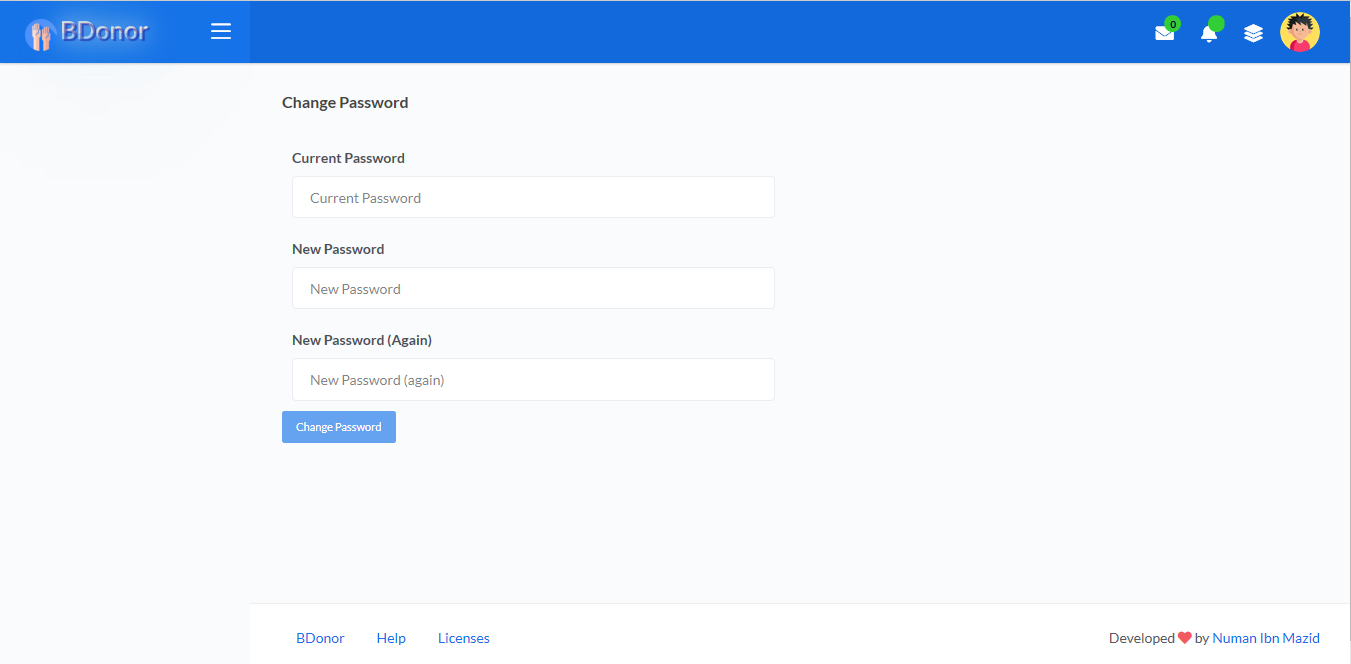 BDonor
0
Change Password
Current Password
Current Password
New Password
New Password
New Password (Again)
New Password (again)
Change Password
BDonor Help Licenses
Developed by Numan Ibn Mazid